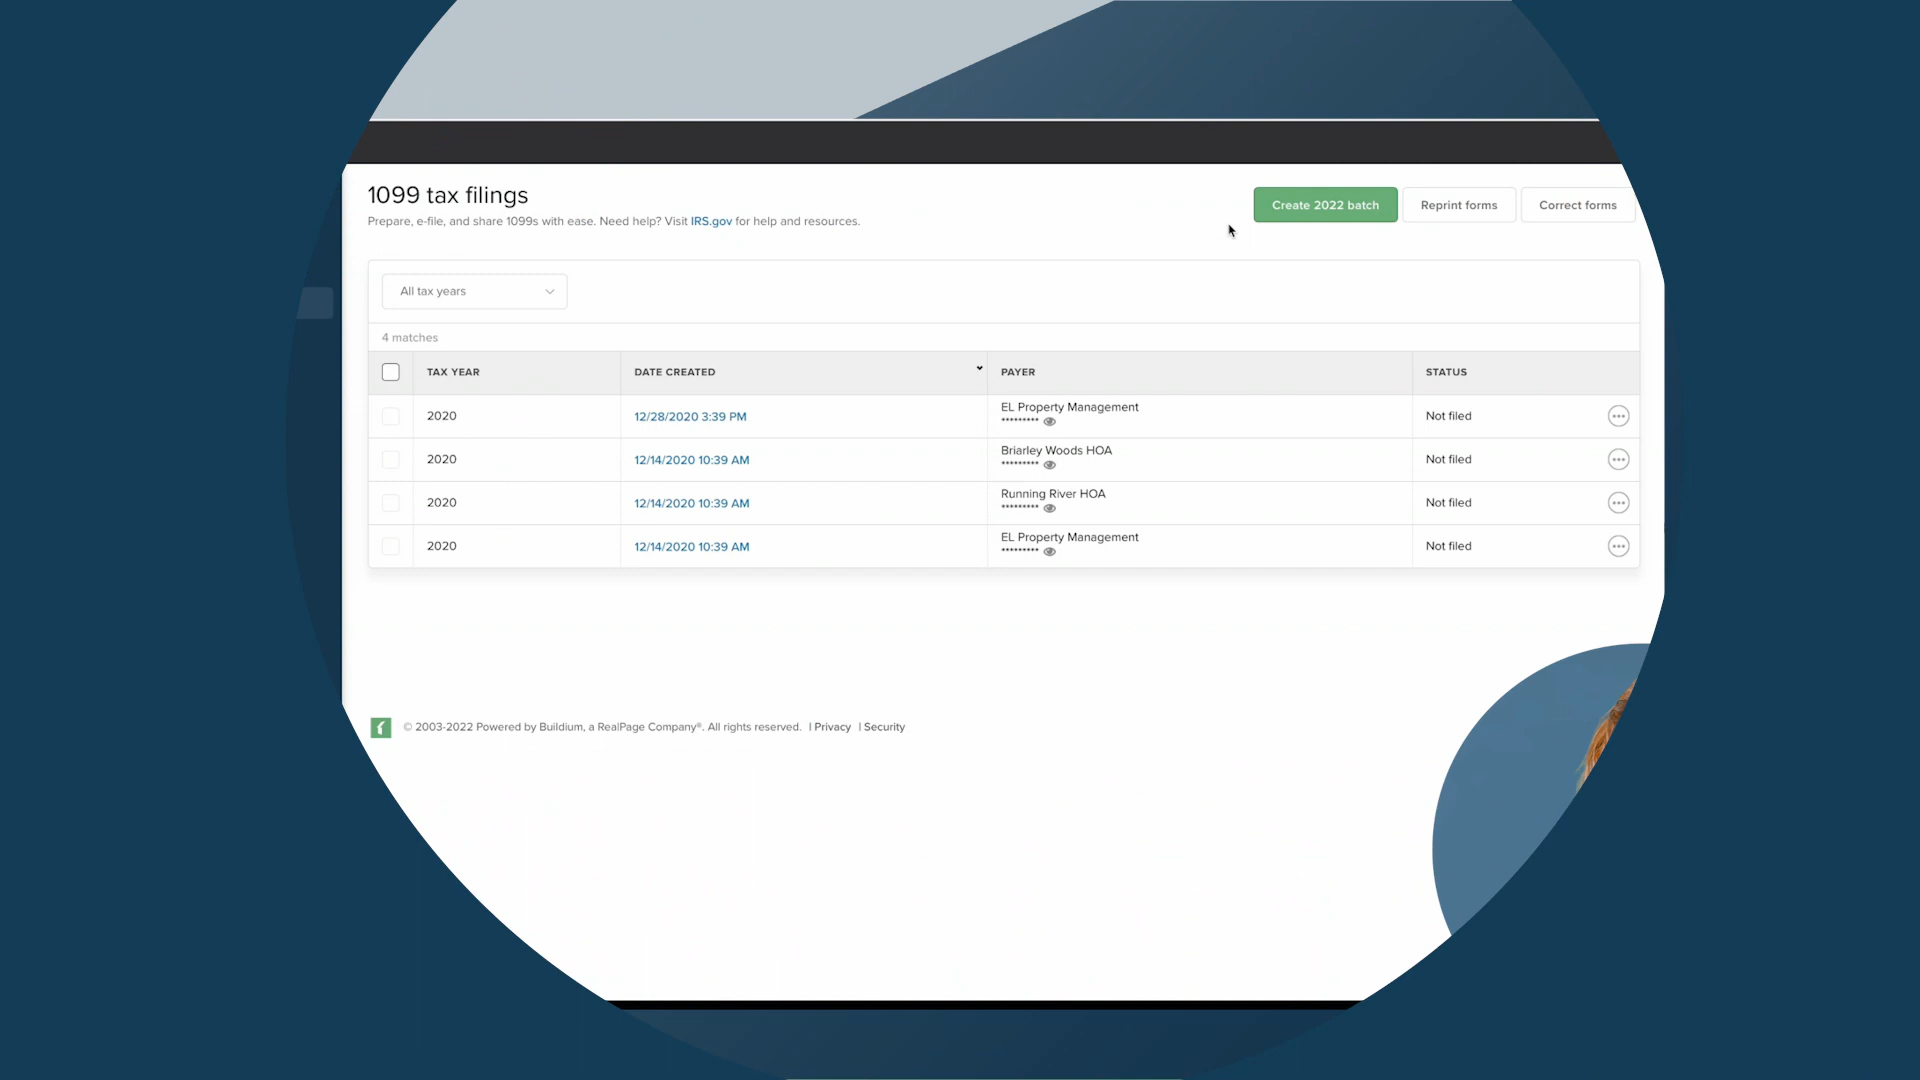 1099 tax filings
Prepare, e-file, and share 1099s with ease. Need help? Visit IRS.gov for help and resources.
Create 2022 batch
Reprint forms
Correct forms
All tax years
4 matches
TAX YEAR DATE CREATED PAYER STATUS
2020 12/28/2020 3:39 PM EL Property Management Not filed
*********
2020 12/14/2020 10:39 AM Briarley Woods HOA Not filed
*********
2020 12/14/2020 10:39 AM Running River HOA Not filed
*********
2020 12/14/2020 10:39 AM EL Property Management Not filed
*********
© 2003-2022 Powered by Buildium, a RealPage Company®. All rights reserved. | Privacy | Security